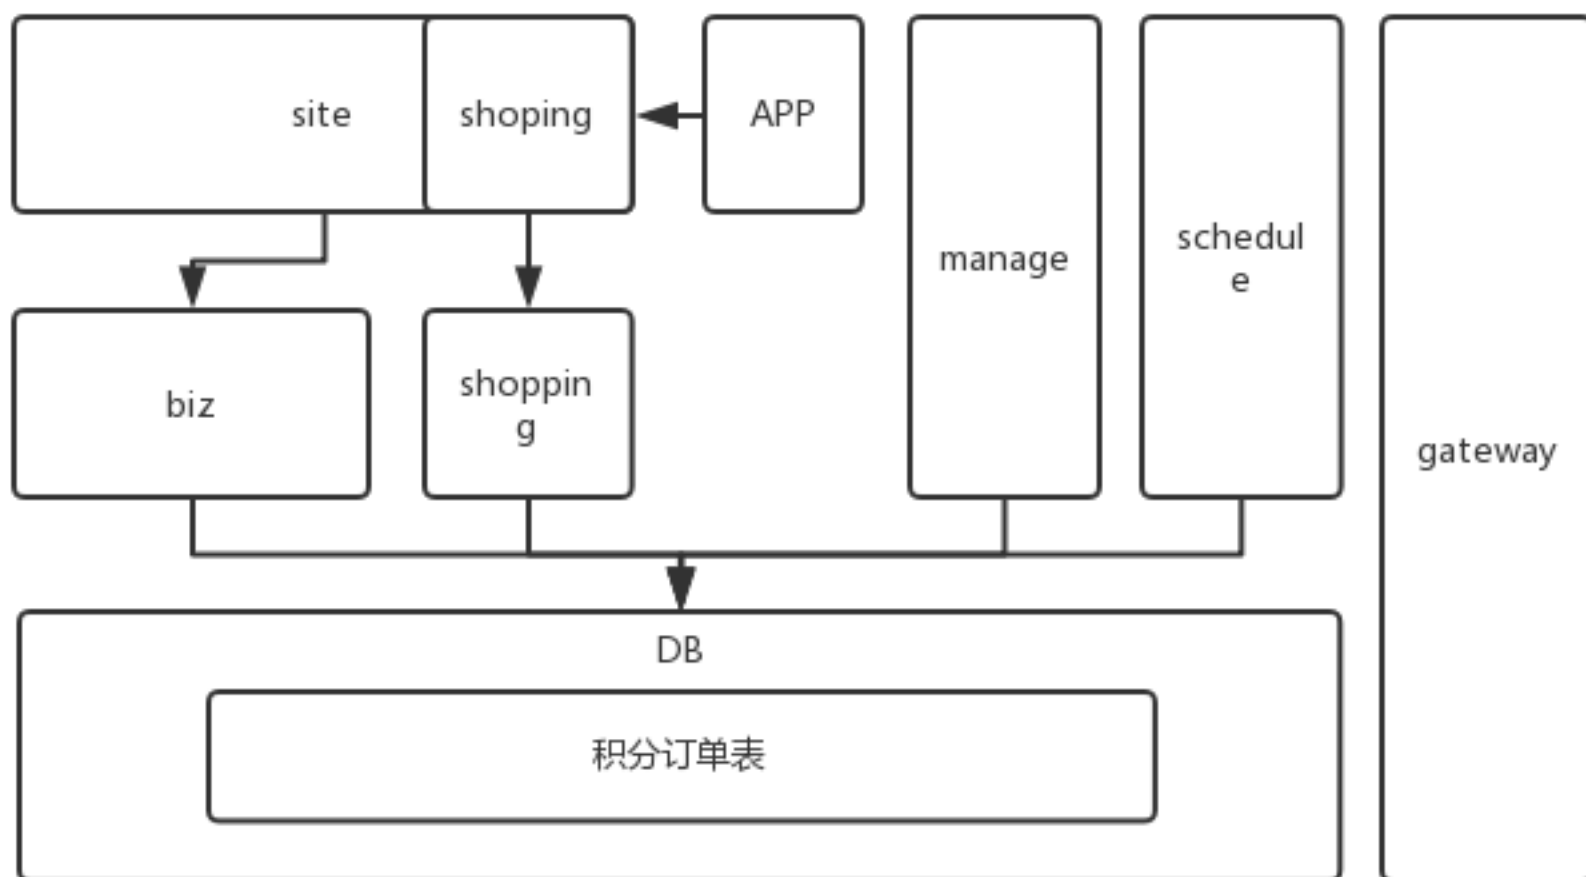 site
shoping
APP
manage
schedul
e
biz
shoppin
g
gateway
DB
积分订单表